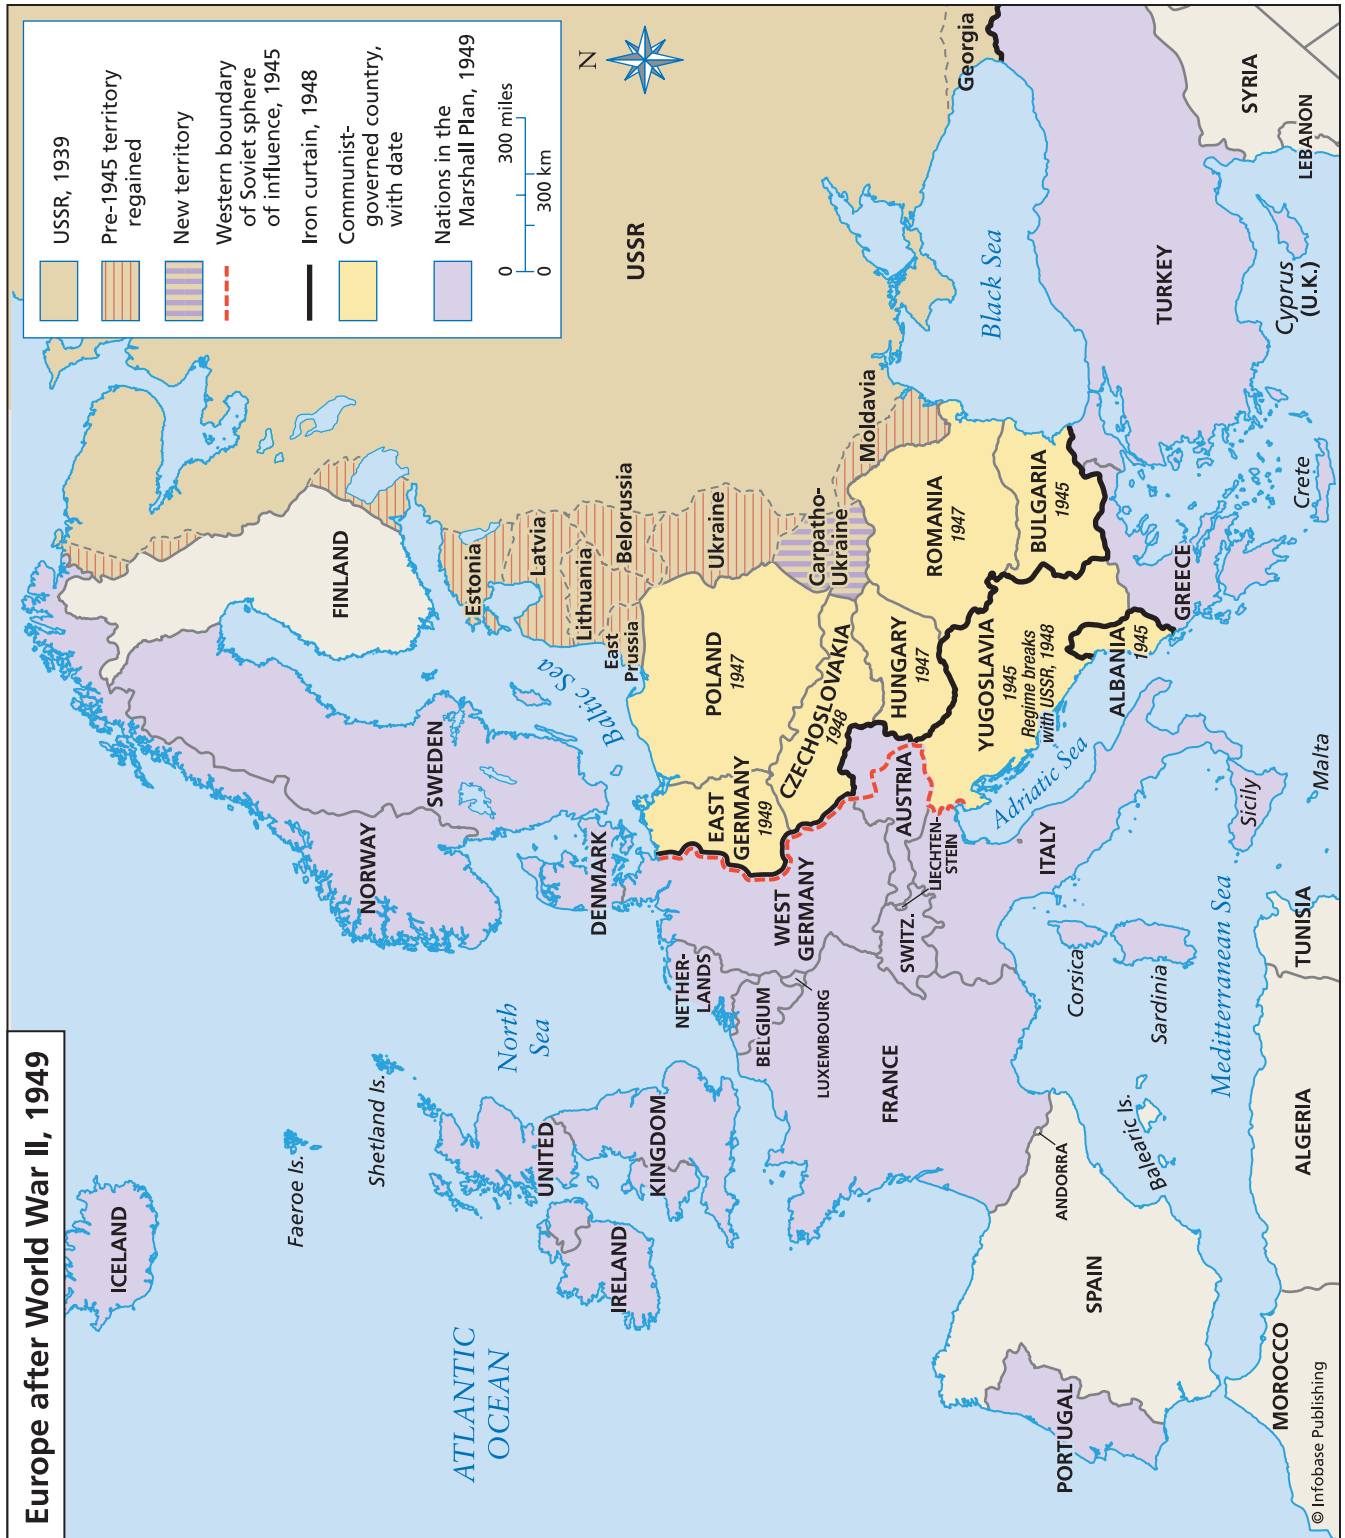 Europe after World War II, 1949
USSR, 1939
Pre-1945 territory
regained
New territory
Western boundary
of Soviet sphere
of influence, 1945
Iron curtain, 1948
Communist-
governed country,
with date
Nations in the
Marshall Plan, 1949
0
300 miles
0
300 km
N
ICELAND
Faeroe Is.
Shetland Is.
ATLANTIC
OCEAN
North
Sea
NORWAY
SWEDEN
FINLAND
Baltic Sea
Estonia
Latvia
Lithuania
East
Prussia
Belorussia
Ukraine
Carpatho-
Ukraine
Moldavia
USSR
Georgia
IRELAND
UNITED
KINGDOM
DENMARK
NETHER-
LANDS
BELGIUM
LUXEMBOURG
WEST
GERMANY
EAST
GERMANY
1949
POLAND
1947
CZECHOSLOVAKIA
1948
HUNGARY
1947
ROMANIA
1947
BULGARIA
1945
YUGOSLAVIA
1945
Regime breaks
with USSR, 1948
ALBANIA
1945
AUSTRIA
LIECHTEN-
STEIN
SWITZ.
FRANCE
ITALY
Adriatic Sea
Black Sea
GREECE
TURKEY
Crete
Cyprus
(U.K.)
SYRIA
LEBANON
PORTUGAL
SPAIN
ANDORRA
Balearic Is.
Corsica
Sardinia
Sicily
Malta
Meditterranean Sea
MOROCCO
ALGERIA
TUNISIA
© Infobase Publishing